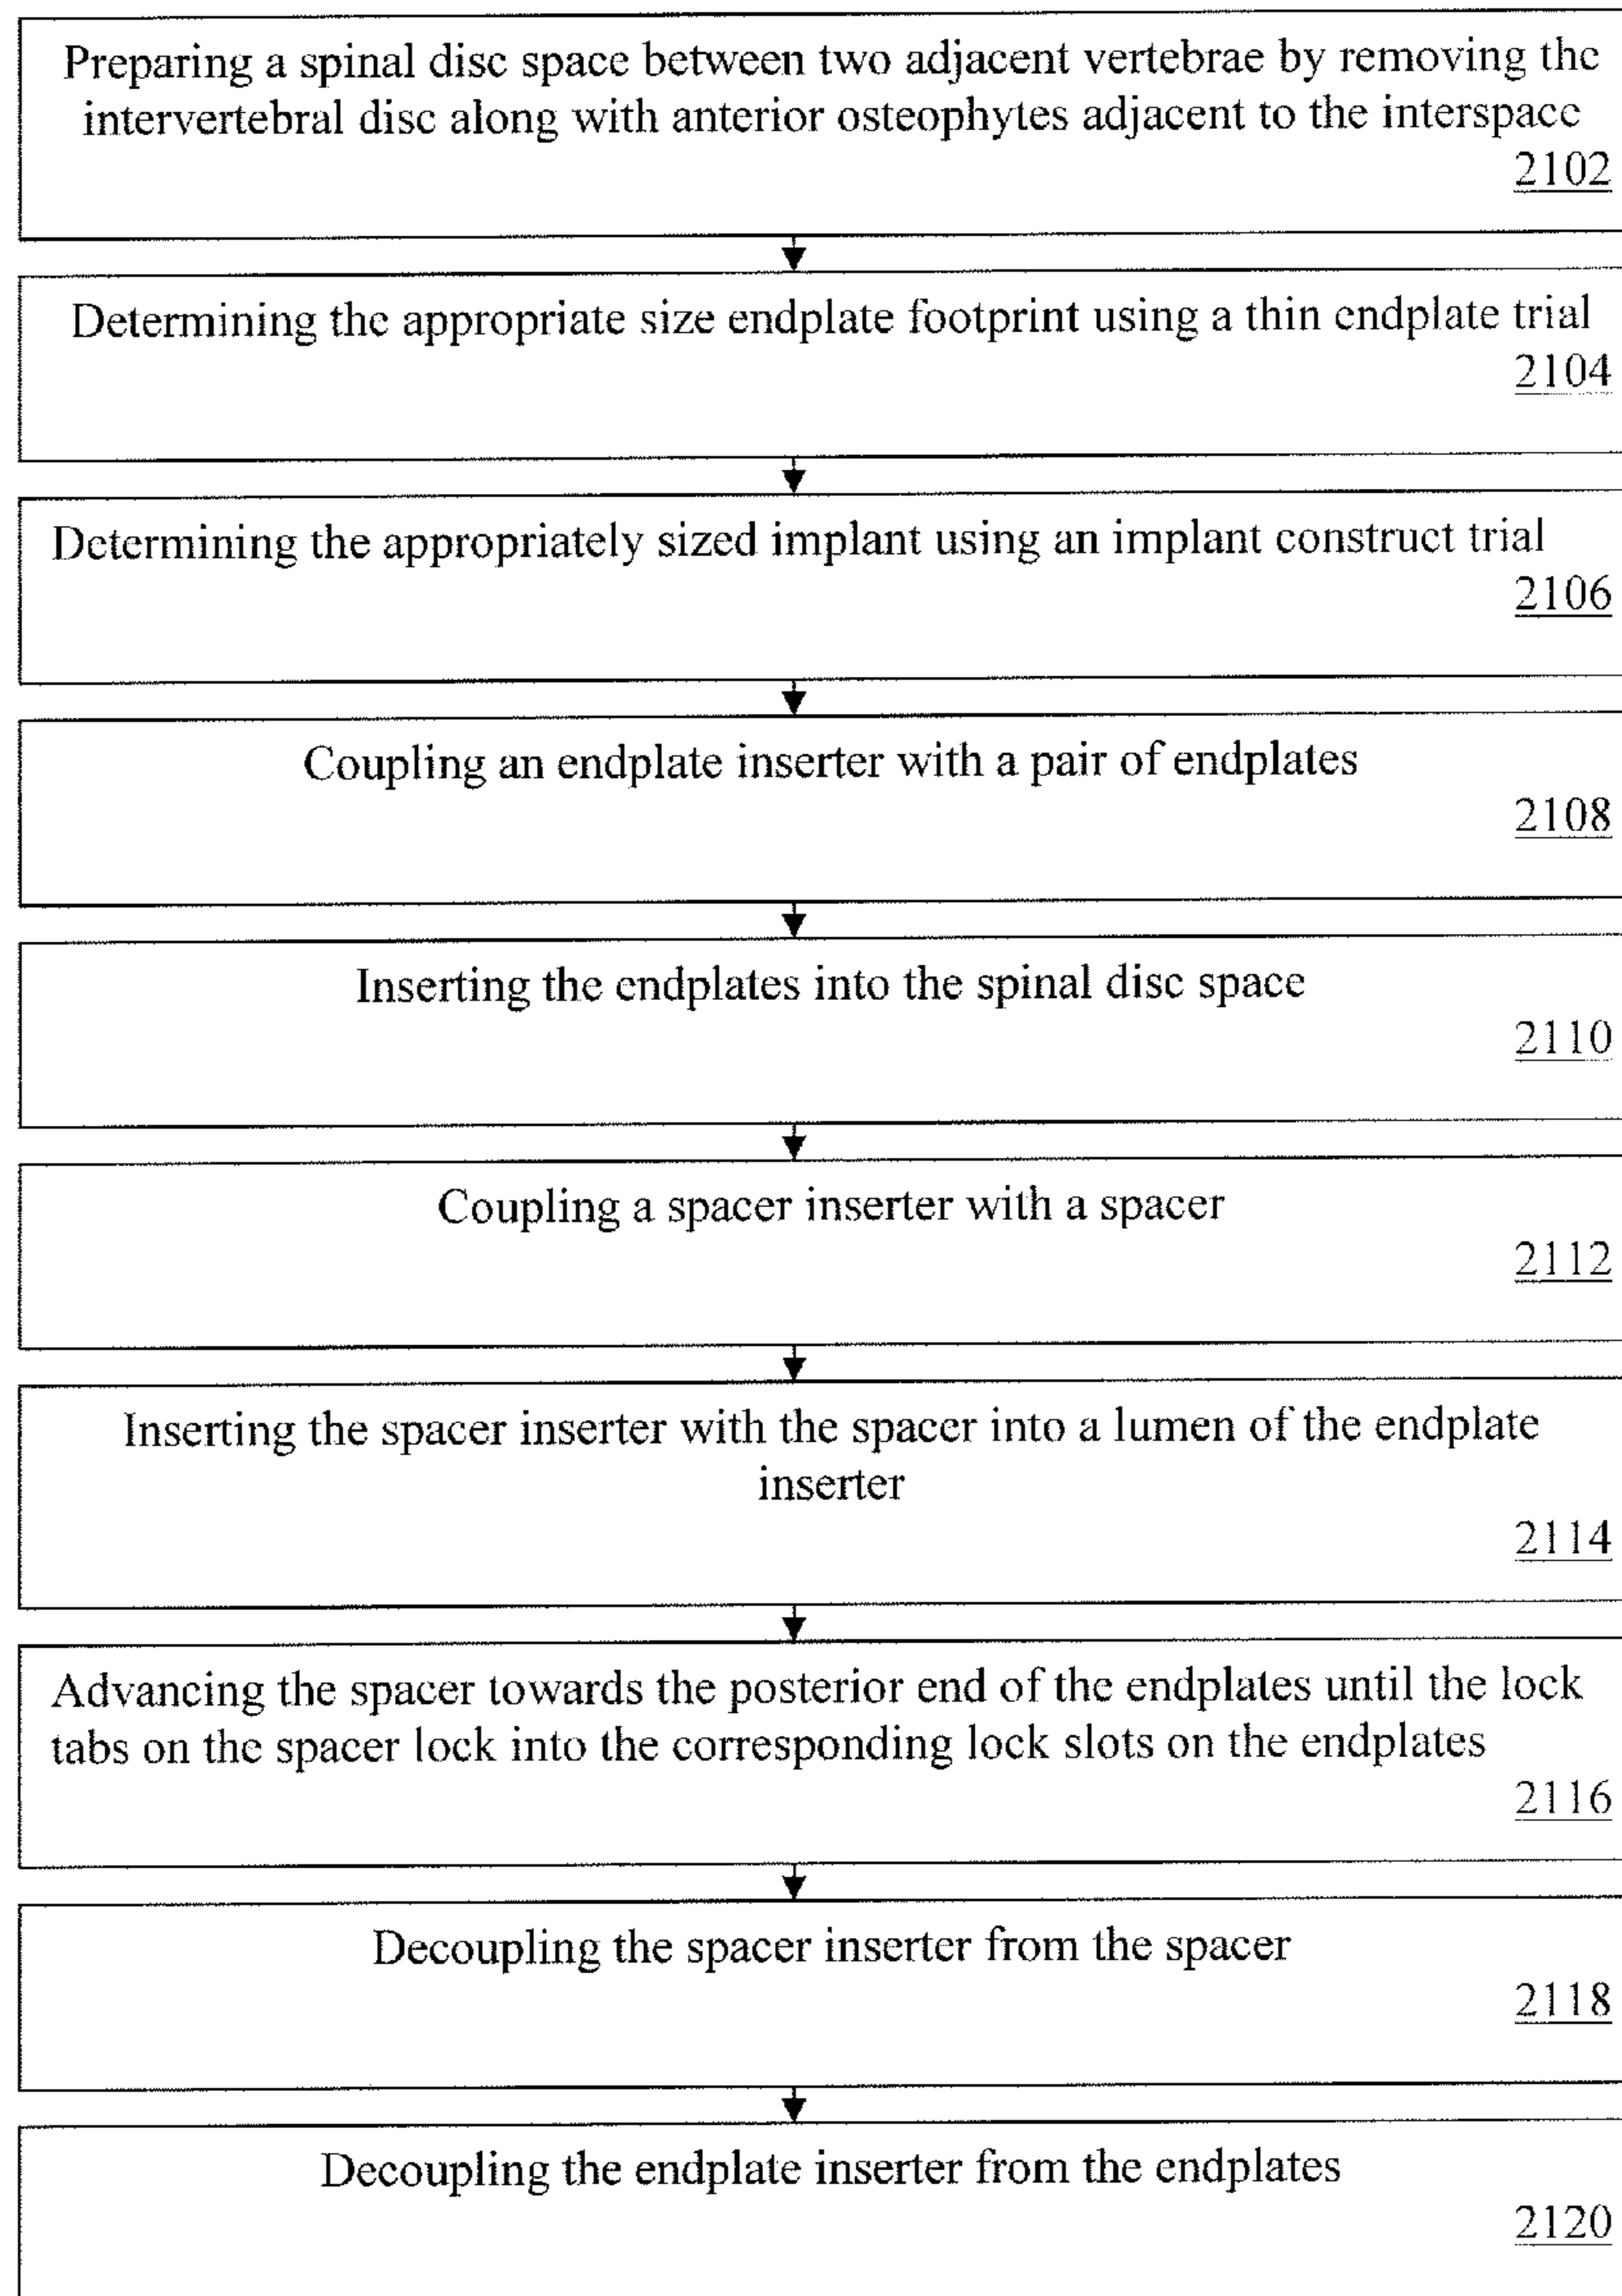 Preparing a spinal disc space between two adjacent vertebrae by removing the
intervertebral disc along with anterior osteophytes adjacent to the interspace
2102
Determining the appropriate size endplate footprint using a thin endplate trial
2104
Determining the appropriately sized implant using an implant construct trial
2106
Coupling an endplate inserter with a pair of endplates
2108
Inserting the endplates into the spinal disc space
2110
Coupling a spacer inserter with a spacer
2112
Inserting the spacer inserter with the spacer into a lumen of the endplate
inserter
2114
Advancing the spacer towards the posterior end of the endplates until the lock
tabs on the spacer lock into the corresponding lock slots on the endplates
2116
Decoupling the spacer inserter from the spacer
2118
Decoupling the endplate inserter from the endplates
2120